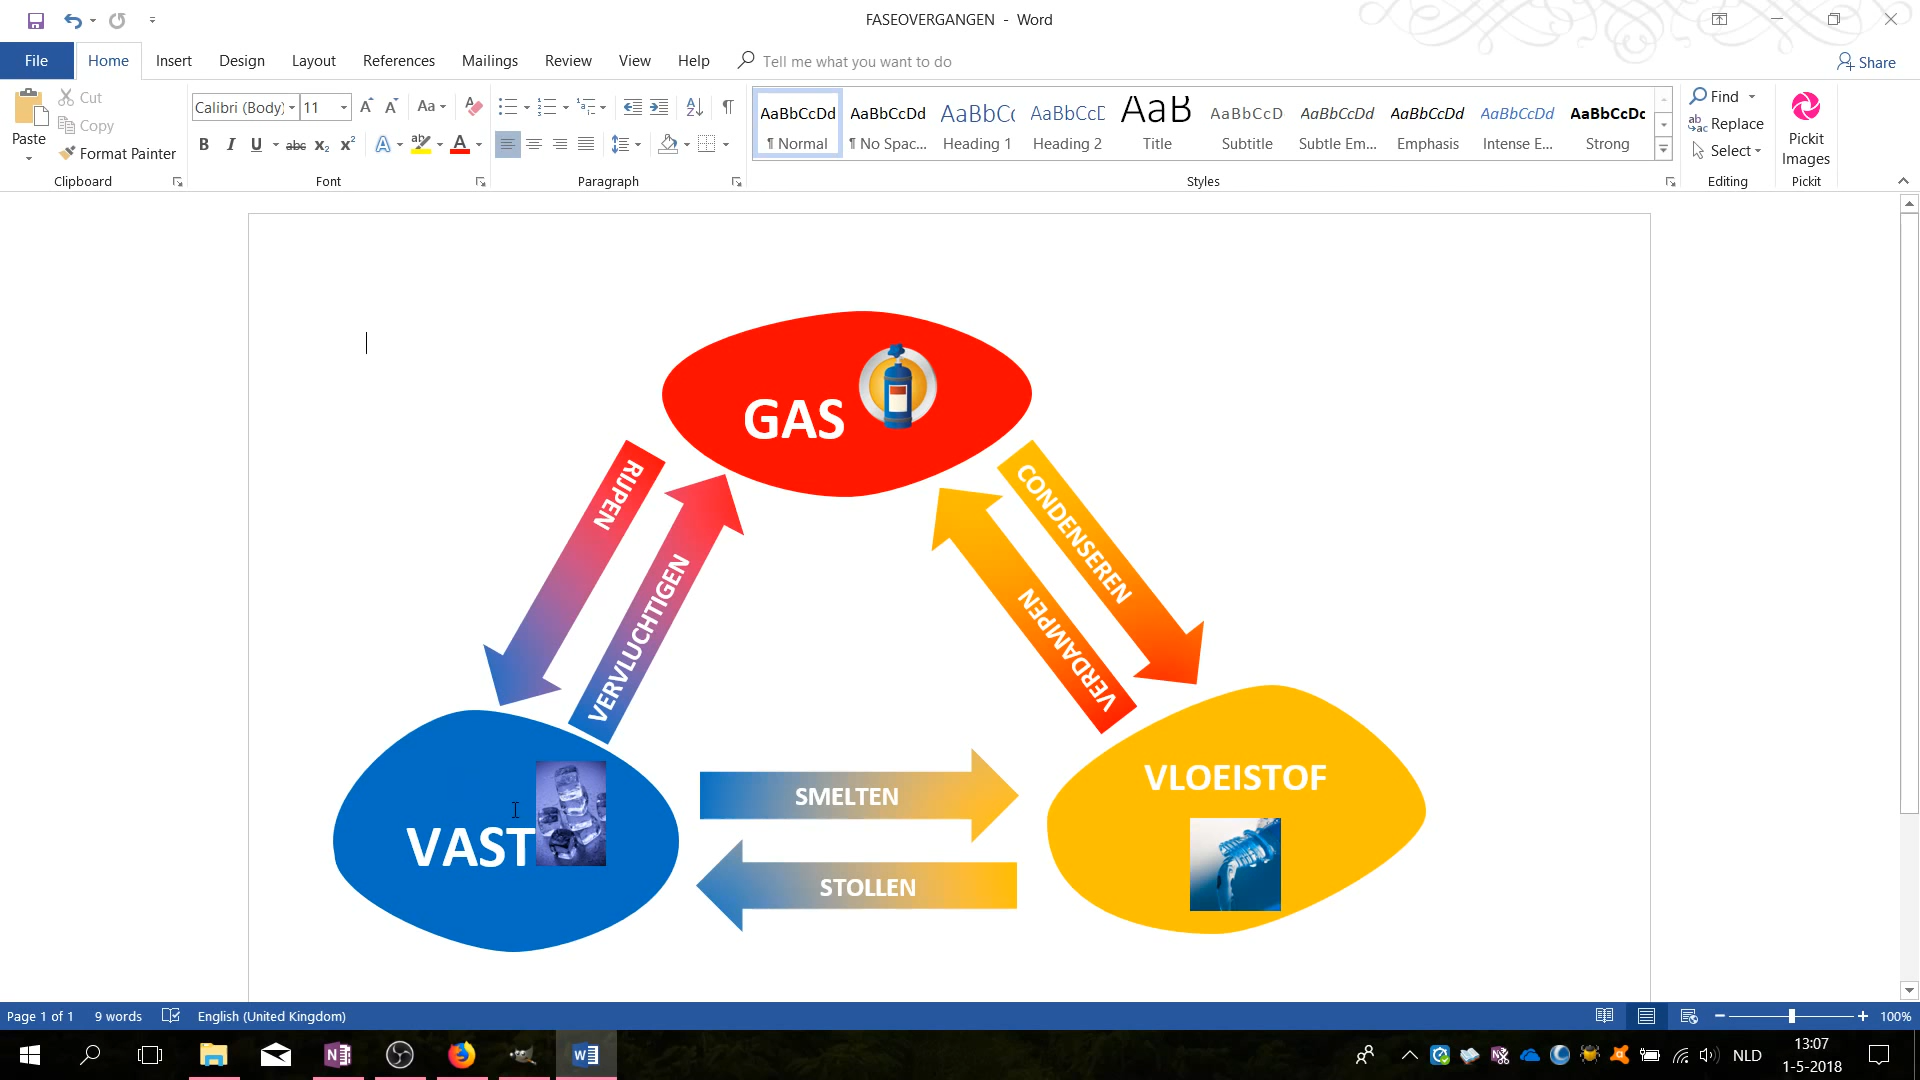 FASEOVERGANGEN - Word
File Home Insert Design Layout References Mailings Review View Help Tell me what you want to do Share
Paste
Cut
Copy
Format Painter
Clipboard
Calibri (Body) 11
Font
Paragraph
AaBbCcDd ¶ Normal
AaBbCcDd ¶ No Spac...
AaBbCc Heading 1
AaBbCcD Heading 2
AaB Title
AaBbCcD Subtitle
AaBbCcDd Subtle Em...
AaBbCcDd Emphasis
AaBbCcDd Intense E...
AaBbCcDc Strong
Styles
Find
Replace
Select
Editing
Pickit
Images
Pickit
GAS
RIJPEN
VERVLUCHTIGEN
CONDENSEREN
VERDAMPEN
VAST
SMELTEN
STOLLEN
VLOEISTOF
Page 1 of 1 9 words English (United Kingdom) 100%
NLD
13:07
1-5-2018